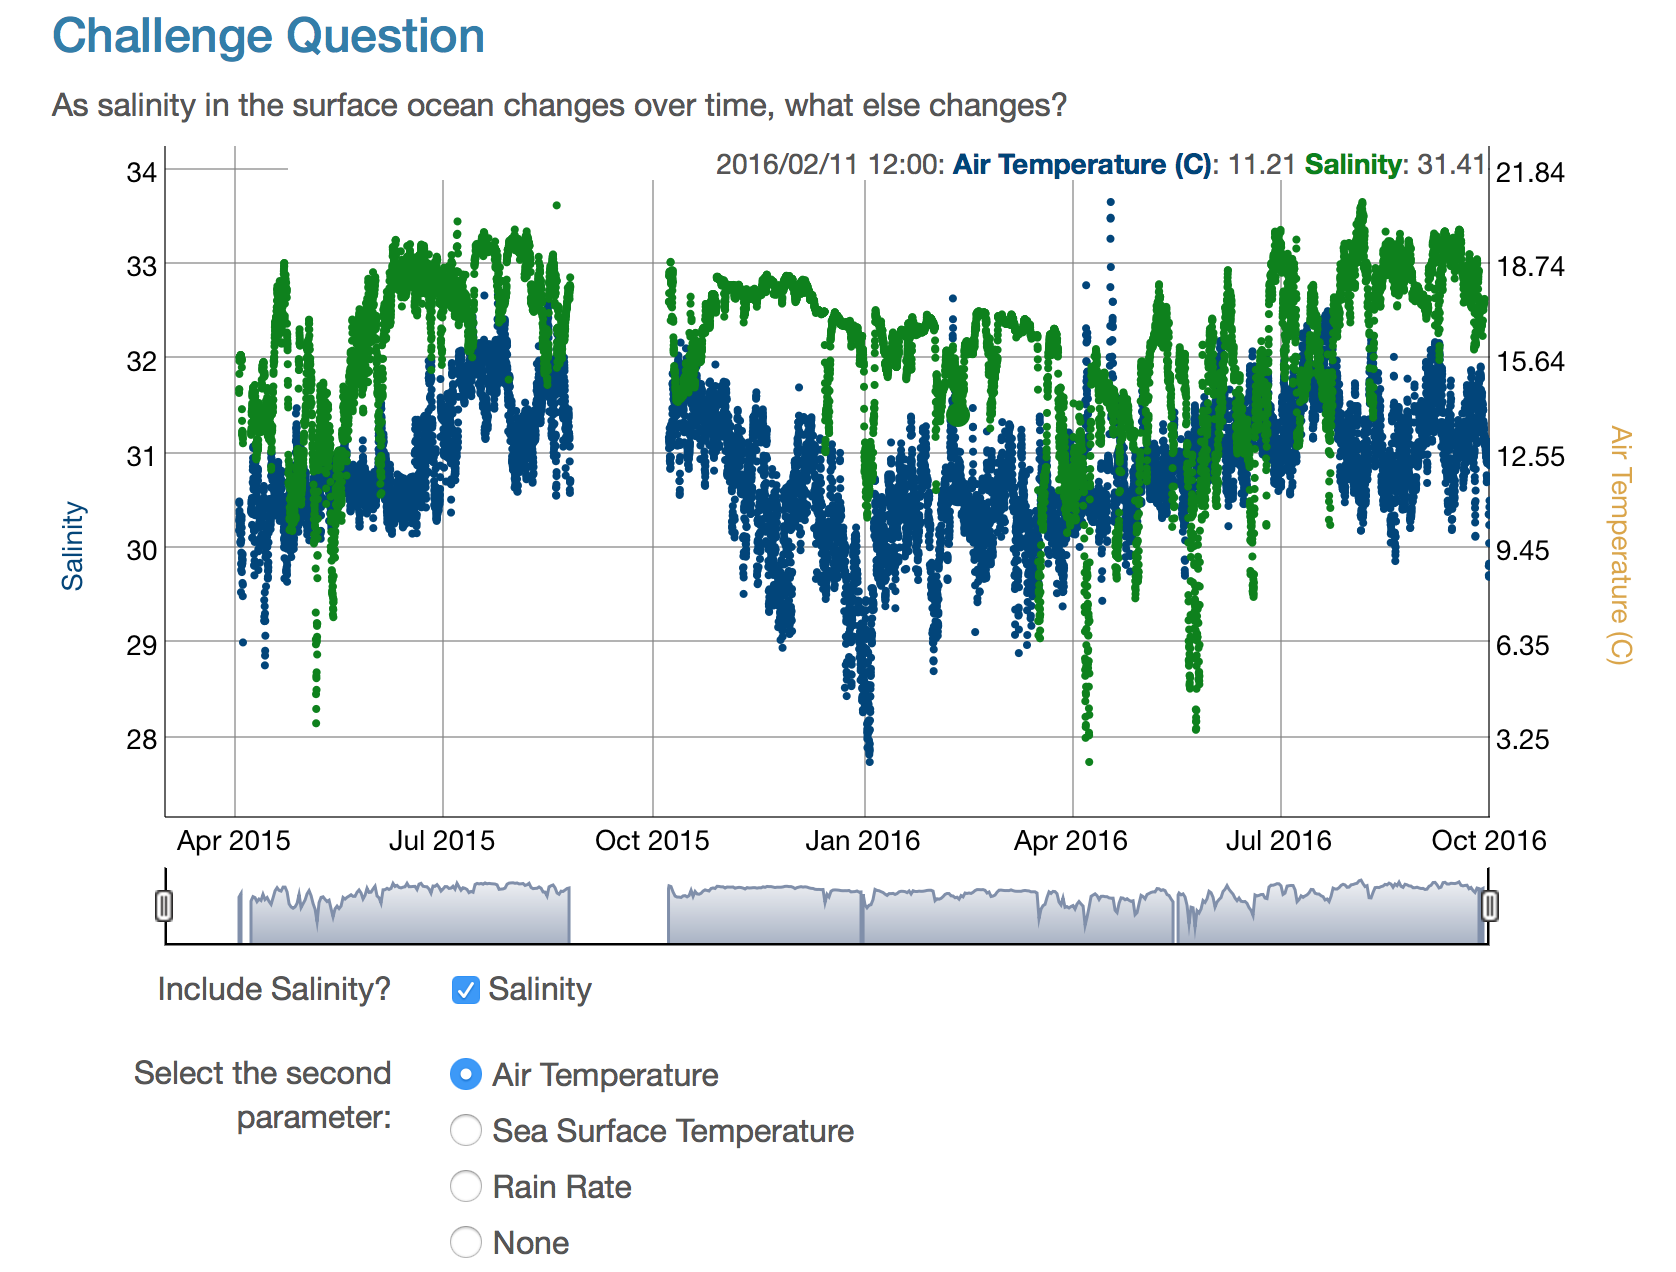 Challenge Question
As salinity in the surface ocean changes over time, what else changes?
2016/02/11 12:00: Air Temperature (C): 11.21 Salinity: 31.41
34
33
32
31
30
29
28
Salinity
21.84
18.74
15.64
12.55
9.45
6.35
3.25
Air Temperature (C)
Apr 2015 Jul 2015 Oct 2015 Jan 2016 Apr 2016 Jul 2016 Oct 2016
Include Salinity? Salinity
Select the second
parameter:
Air Temperature
Sea Surface Temperature
Rain Rate
None